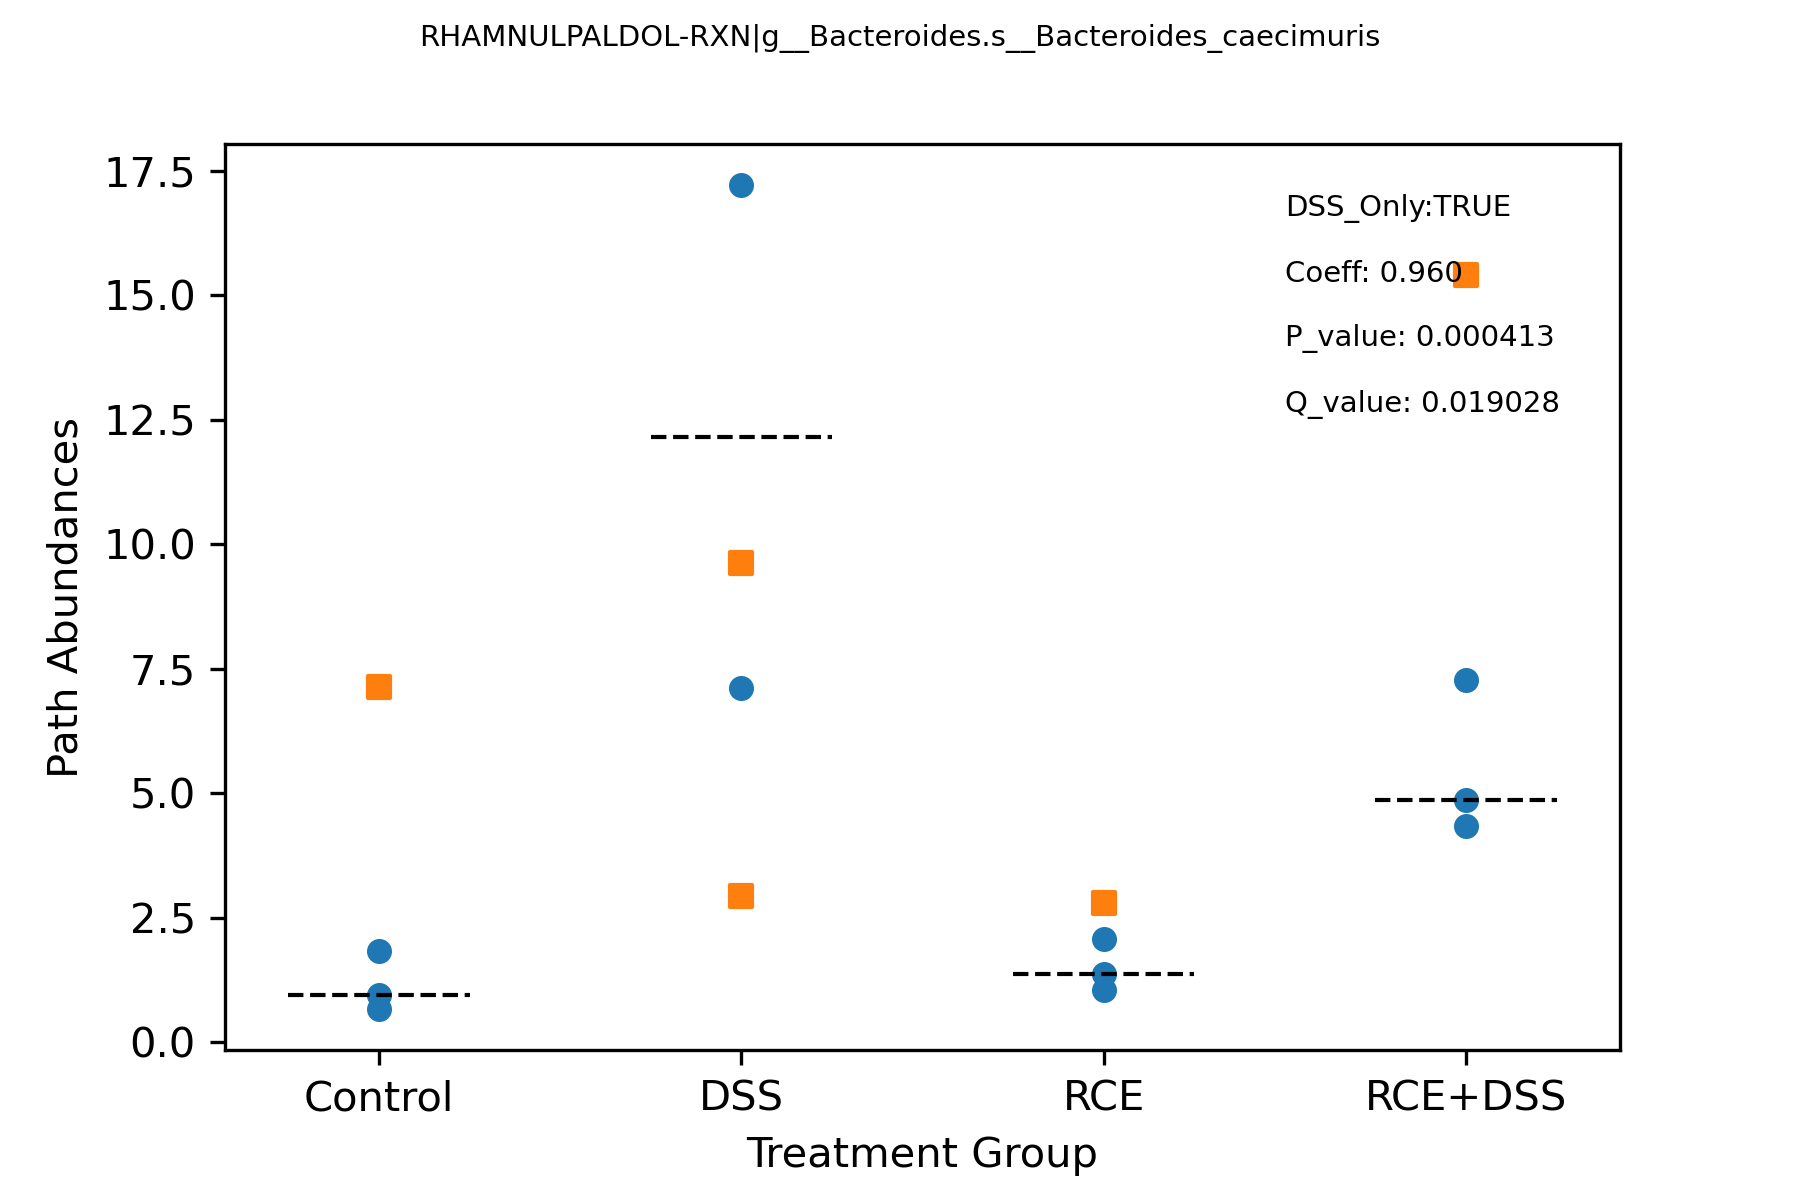 RHAMNULPALDOL-RXN|g__Bacteroides.s__Bacteroides_caecimuris
DSS_Only:TRUE
Coeff: 0.960
P_value: 0.000413
Q_value: 0.019028
Path Abundances
17.5
15.0
12.5
10.0
7.5
5.0
2.5
0.0
Control DSS RCE RCE+DSS
Treatment Group